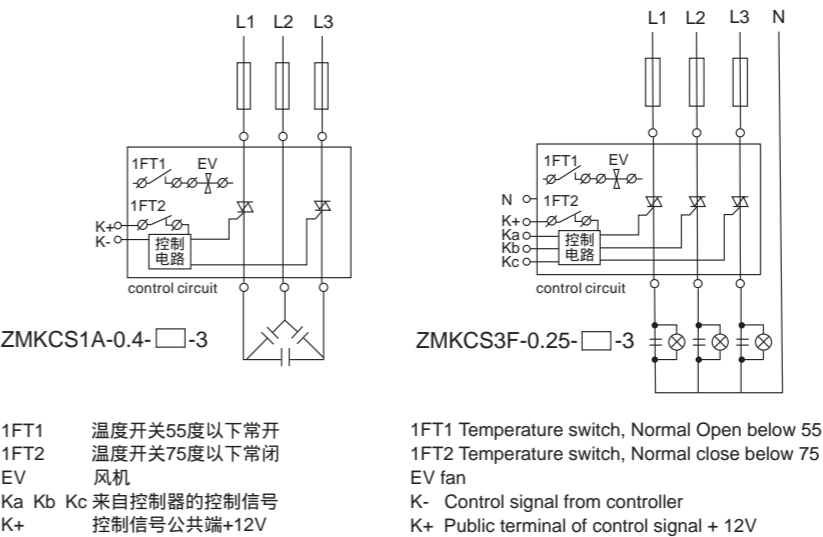 L1 L2 L3
1FT1 EV
1FT2
K+
K-
控制
电路
control circuit
ZMKCS1A-0.4- -3
L1 L2 L3 N
1FT1 EV
N
1FT2
K+
Ka
Kb
Kc
控制
电路
control circuit
ZMKCS3F-0.25- -3
1FT1 温度开关55度以下常开
1FT2 温度开关75度以下常闭
EV 风机
Ka Kb Kc 来自控制器的控制信号
K+ 控制信号公共端+12V
1FT1 Temperature switch, Normal Open below 55
1FT2 Temperature switch, Normal close below 75
EV fan
K- Control signal from controller
K+ Public terminal of control signal + 12V